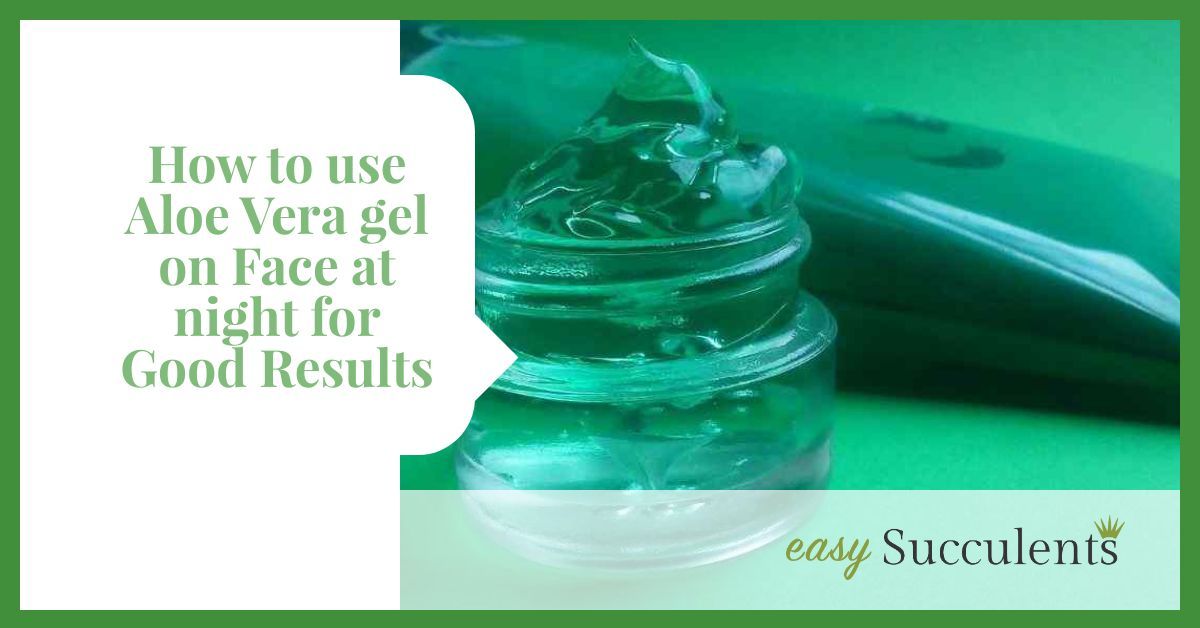 How to use
Aloe Vera gel
on Face at
night for
Good Results
easy Succulents